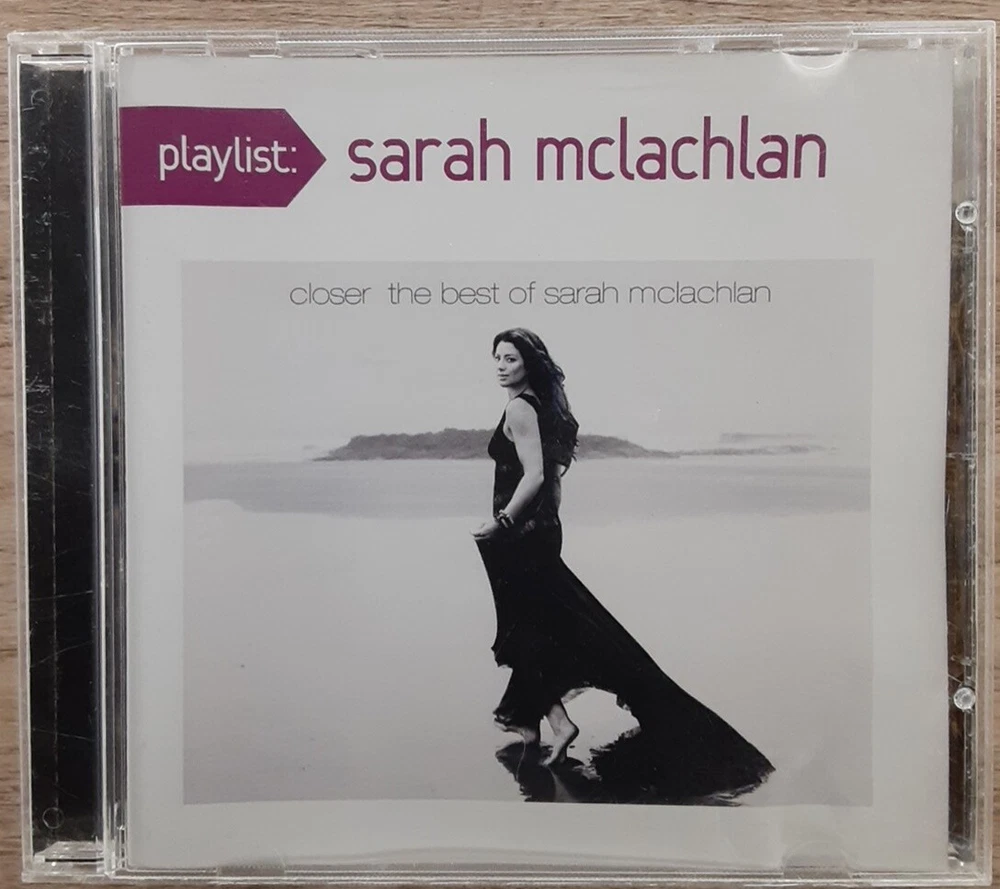 playlist: sarah mclachlan
closer the best of sarah mclachlan